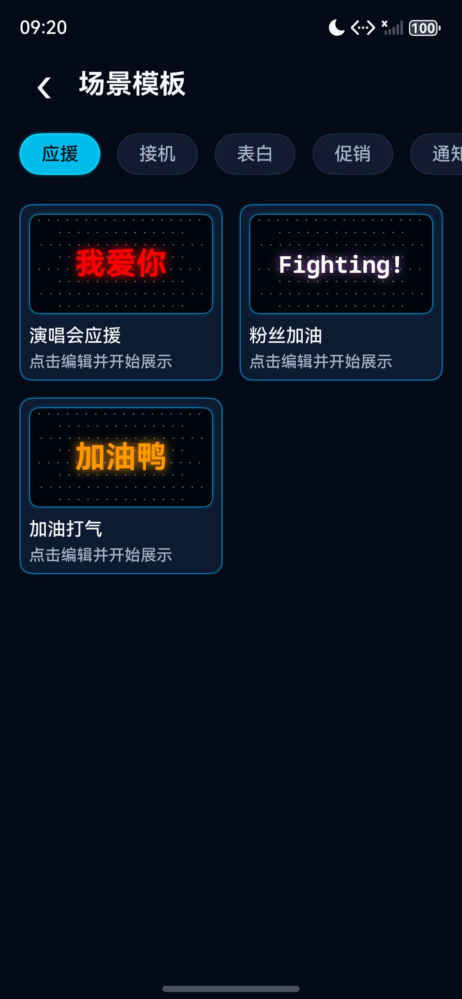 09:20
100
场景模板
应援
接机
表白
促销
通知
我爱你
Fighting!
演唱会应援
粉丝加油
点击编辑并开始展示
点击编辑并开始展示
加油鸭
加油打气
点击编辑并开始展示